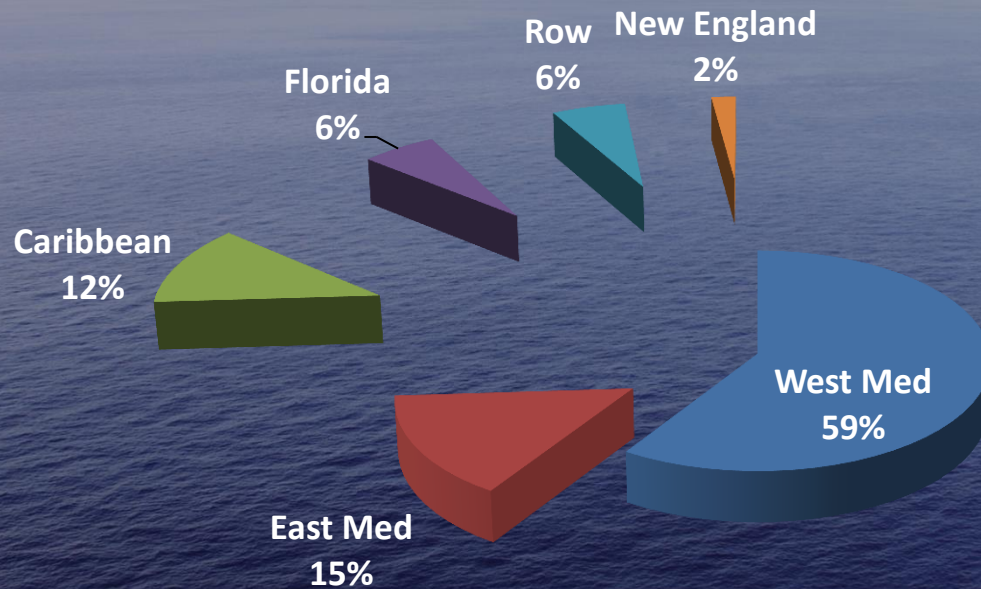 New England
2%
Row
6%
Florida
6%
Caribbean
12%
West Med
59%
East Med
15%